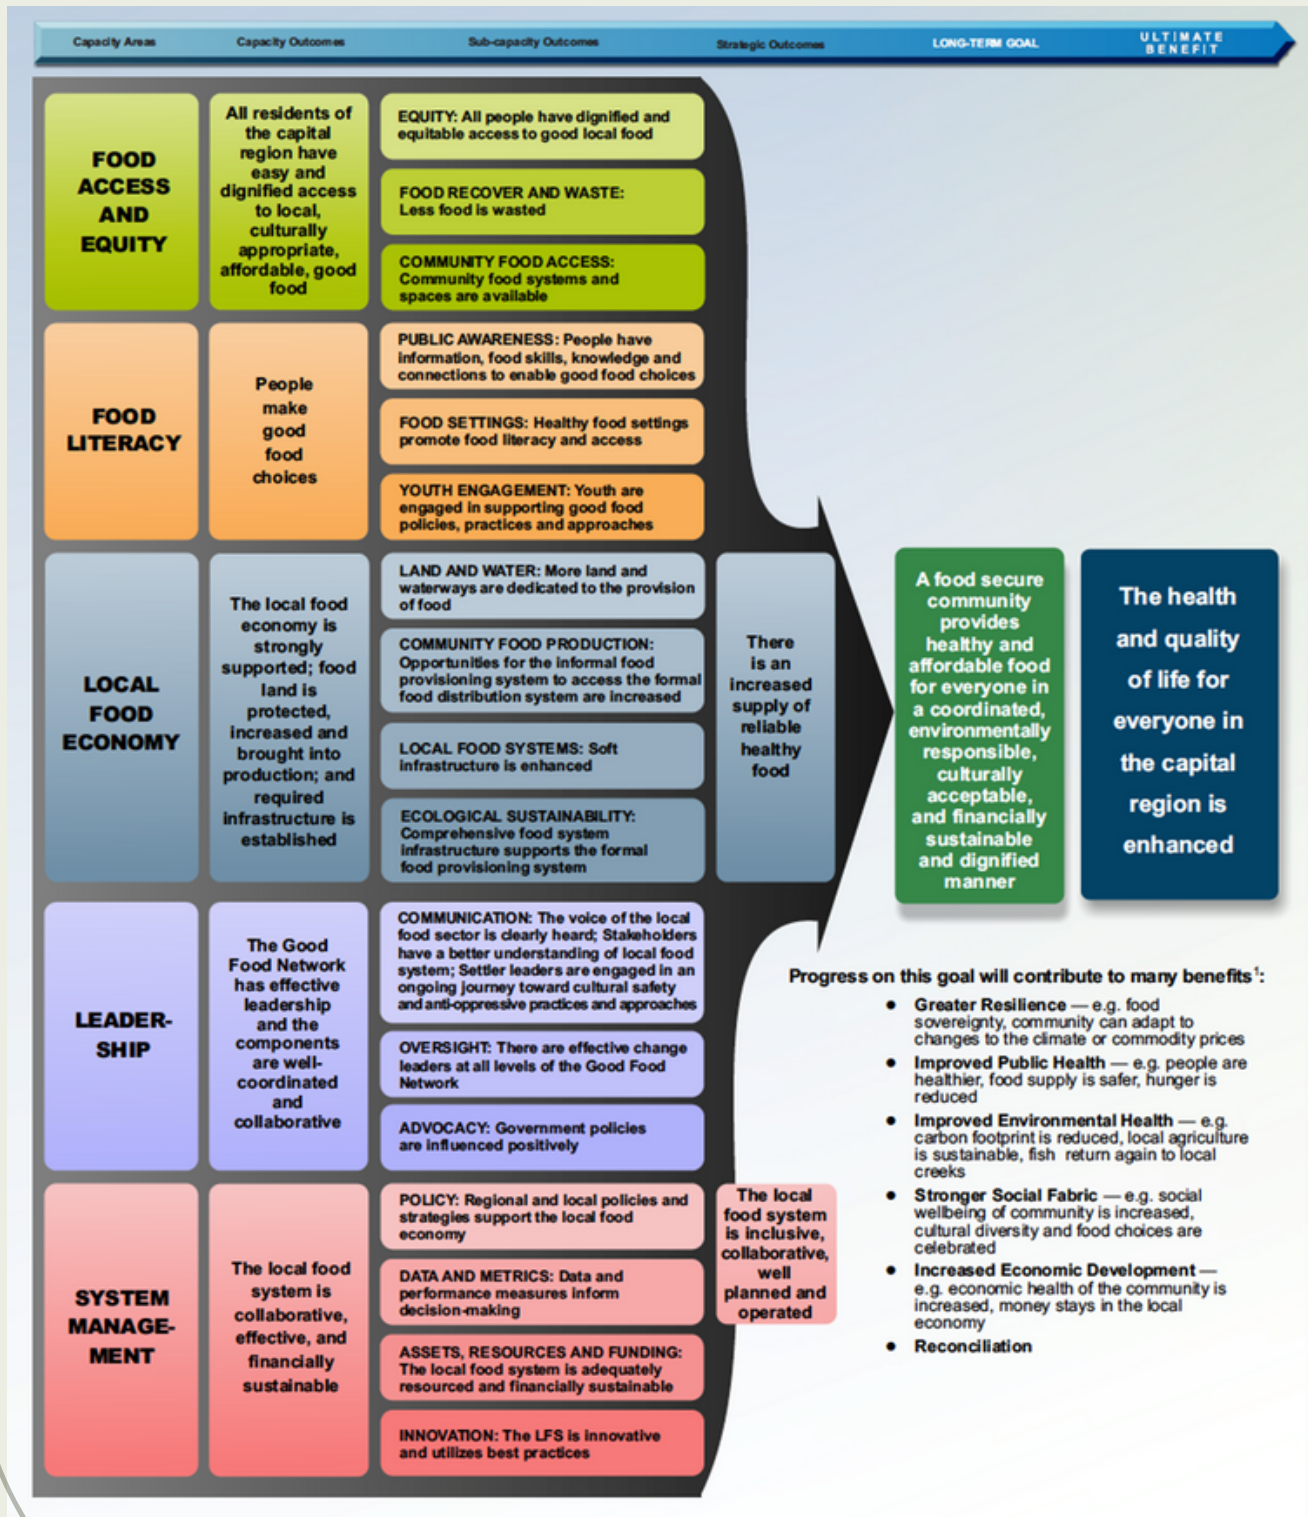 Capacity Areas
Capacity Outcomes
Sub-capacity Outcomes
Strategic Outcomes
LONG-TERM GOAL
ULTIMATE
BENEFIT
FOOD
ACCESS
AND
EQUITY
All residents of
the capital
region have
easy and
dignified access
to local,
culturally
appropriate,
affordable, good
food
EQUITY: All people have dignified and
equitable access to good local food
FOOD RECOVER AND WASTE:
Less food is wasted
COMMUNITY FOOD ACCESS:
Community food systems and
spaces are available
FOOD
LITERACY
People
make
good
food
choices
PUBLIC AWARENESS: People have
information, food skills, knowledge and
connections to enable good food choices
FOOD SETTINGS: Healthy food settings
promote food literacy and access
YOUTH ENGAGEMENT: Youth are
engaged in supporting good food
policies, practices and approaches
LOCAL
FOOD
ECONOMY
The local food
economy is
strongly
supported; food
land is
protected,
increased and
brought into
production; and
required
infrastructure is
established
LAND AND WATER: More land and
waterways are dedicated to the provision
of food
COMMUNITY FOOD PRODUCTION:
Opportunities for the informal food
provisioning system to access the formal
food distribution system are increased
LOCAL FOOD SYSTEMS: Soft
infrastructure is enhanced
ECOLOGICAL SUSTAINABILITY:
Comprehensive food system
infrastructure supports the formal
food provisioning system
There
is an
increased
supply of
reliable
healthy
food
A food secure
community
provides
healthy and
affordable food
for everyone in
a coordinated,
environmentally
responsible,
culturally
acceptable,
and financially
sustainable
and dignified
manner
The health
and quality
of life for
everyone in
the capital
region is
enhanced
LEADER-
SHIP
The Good
Food Network
has effective
leadership
and the
components
are well-
coordinated
and
collaborative
COMMUNICATION: The voice of the local
food sector is clearly heard; Stakeholders
have a better understanding of local food
system; Settler leaders are engaged in an
ongoing journey toward cultural safety
and anti-oppressive practices and approaches
OVERSIGHT: There are effective change
leaders at all levels of the Good Food
Network
ADVOCACY: Government policies
are influenced positively
SYSTEM
MANAGE-
MENT
The local food
system is
collaborative,
effective, and
financially
sustainable
POLICY: Regional and local policies and
strategies support the local food
economy
DATA AND METRICS: Data and
performance measures inform
decision-making
ASSETS, RESOURCES AND FUNDING:
The local food system is adequately
resourced and financially sustainable
INNOVATION: The LFS is innovative
and utilizes best practices
The local
food system
is inclusive,
collaborative,
well
planned and
operated
Progress on this goal will contribute to many benefits¹:
● Greater Resilience — e.g. food
sovereignty, community can adapt to
changes to the climate or commodity prices
● Improved Public Health — e.g. people are
healthier, food supply is safer, hunger is
reduced
● Improved Environmental Health — e.g.
carbon footprint is reduced, local agriculture
is sustainable, fish return again to local
creeks
● Stronger Social Fabric — e.g. social
wellbeing of community is increased,
cultural diversity and food choices are
celebrated
● Increased Economic Development —
e.g. economic health of the community is
increased, money stays in the local
economy
● Reconciliation